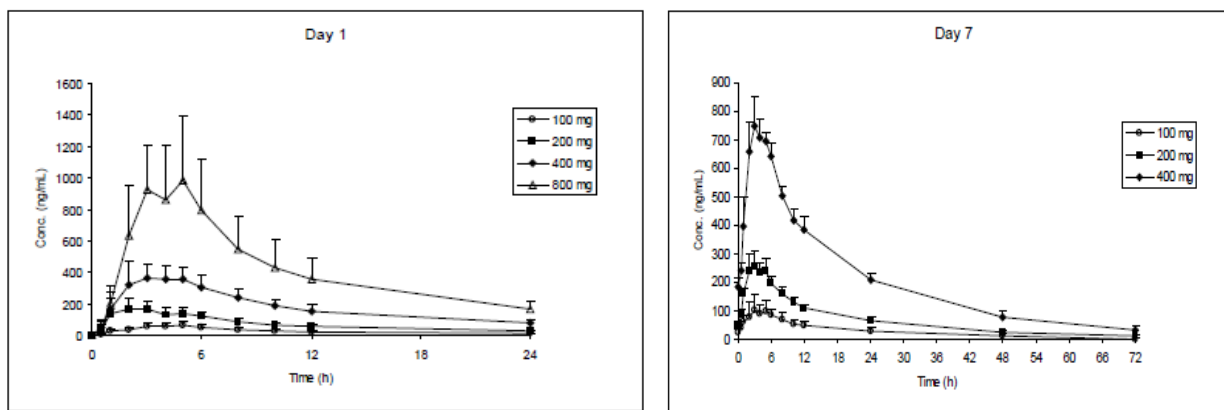 Day 1
Conc. (ng/mL)
1600
1400
1200
1000
800
600
400
200
0
0 6 12 18 24
Time (h)
100 mg
200 mg
400 mg
800 mg
Day 7
Conc. (ng/mL)
900
800
700
600
500
400
300
200
100
0
0 6 12 18 24 30 36 42 48 54 60 66 72
Time (h)
100 mg
200 mg
400 mg